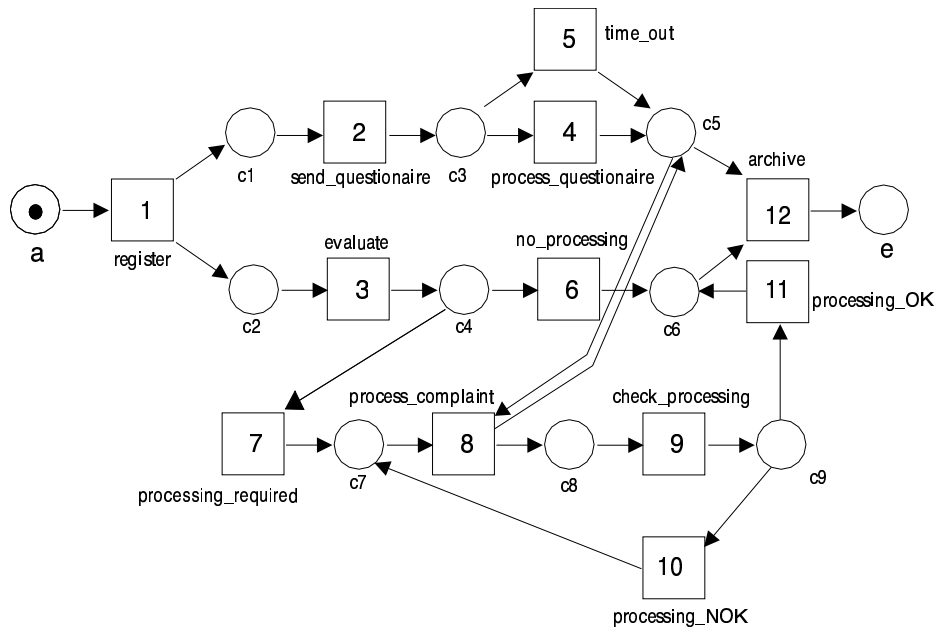 5
time_out
2
4
c5
c1
send_questionaire
c3
process_questionaire
archive
1
12
a
register
evaluate
no_processing
e
3
6
11
processing_OK
c2
c4
c6
process_complaint
check_processing
7
8
9
processing_required
c7
c8
c9
10
processing_NOK